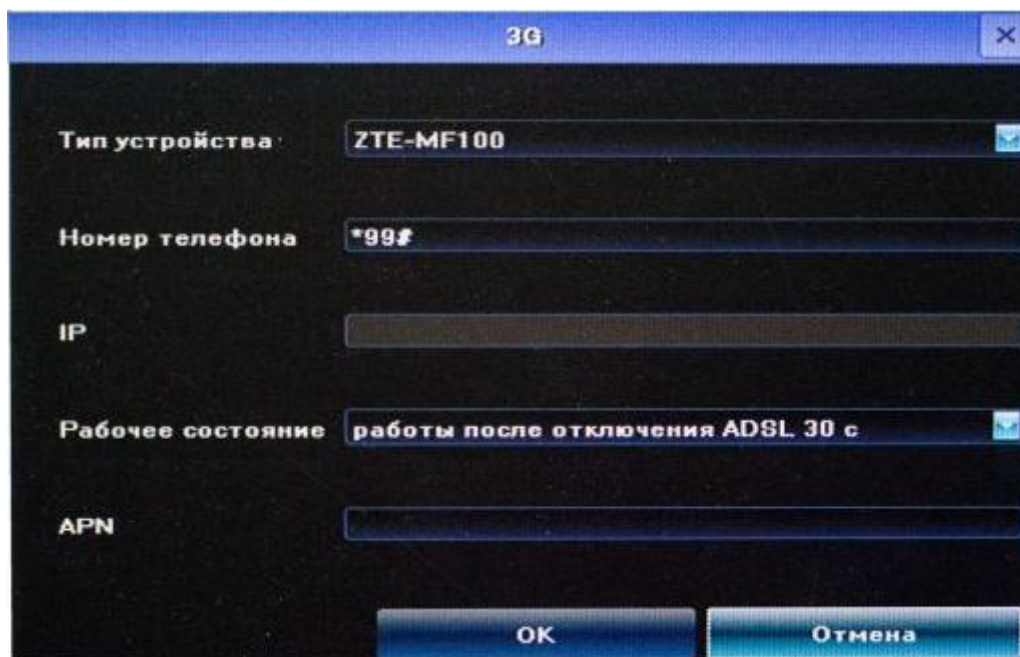 3G
Тип устройства
ZTE-MF100
Номер телефона
*99#
IP
Рабочее состояние
работы после отключения ADSL 30 с
APN
OK
Отмена